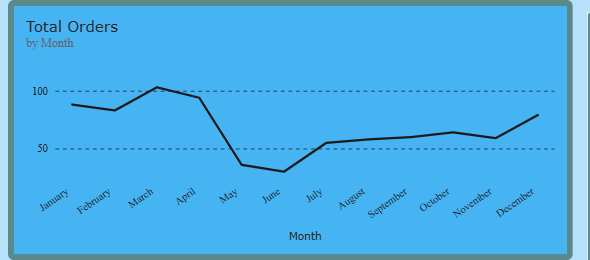 Total Orders
by Month
100
50
January
February
March
April
May
June
July
August
September
October
November
December
Month